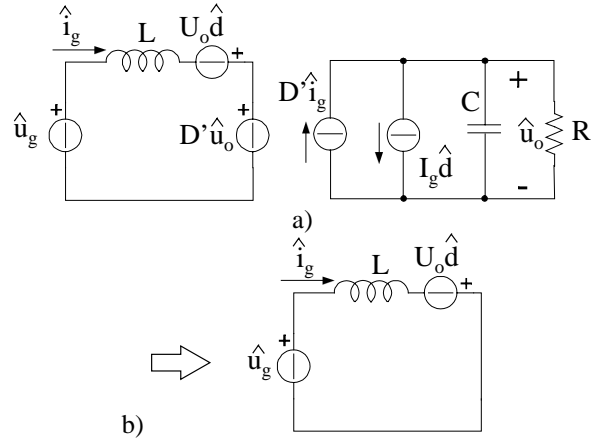 î_g L U_o d̂ +
+ û_g D'û_o +
D'î_g I_g d̂ C + û_o - R
a)
î_g L U_o d̂ +
+ û_g
b)